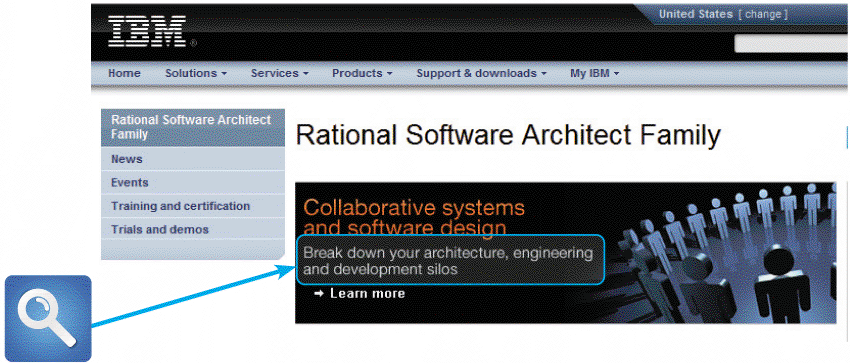 United States [ change ]
IBM®
Home Solutions Services Products Support & downloads My IBM
Rational Software Architect
Family
News
Events
Training and certification
Trials and demos
Rational Software Architect Family
Collaborative systems
and software design
Break down your architecture, engineering
and development silos
Learn more